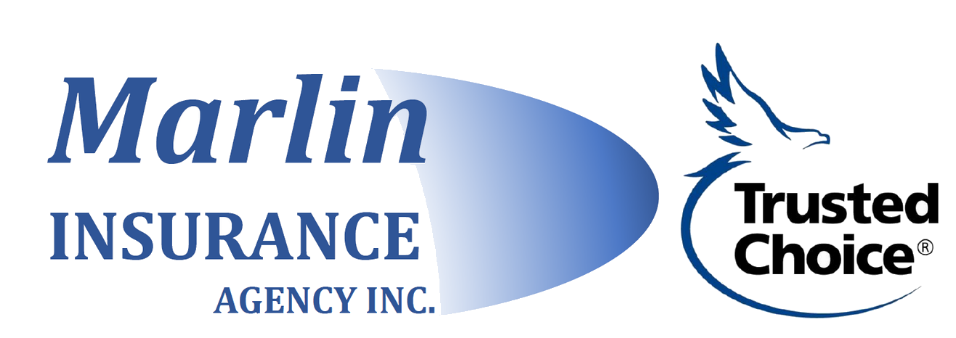 Marlin
INSURANCE
AGENCY INC.
Trusted
Choice®